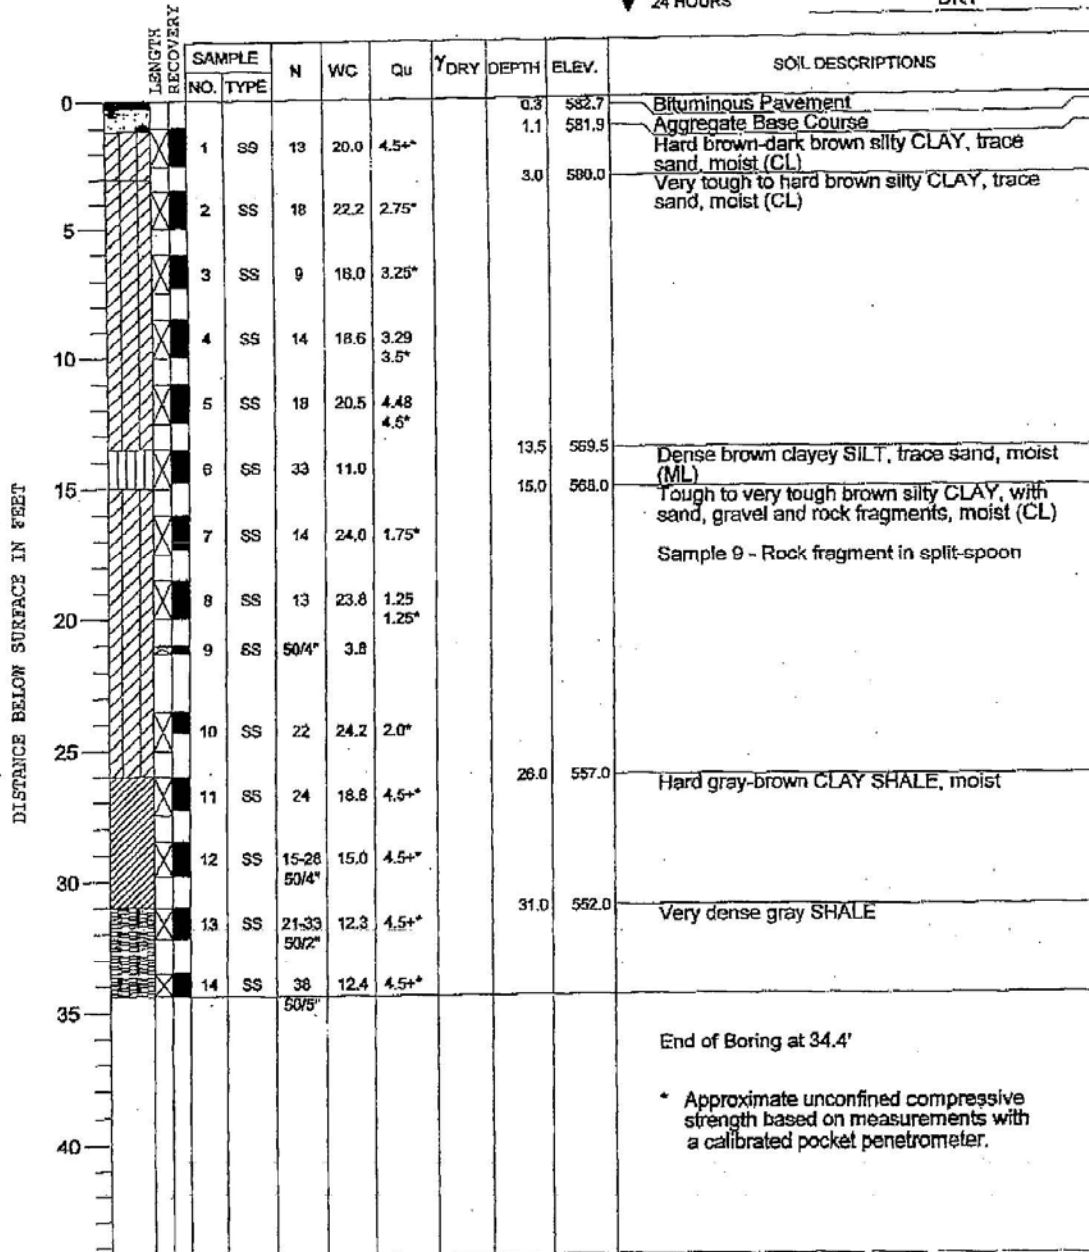 24 HOURS DRY
LENGTH
RECOVERY
SAMPLE N WC Qu γDRY DEPTH ELEV. SOIL DESCRIPTIONS
NO. TYPE
DISTANCE BELOW SURFACE IN FEET
0 0.3 582.7 Bituminous Pavement
1.1 581.9 Aggregate Base Course
1 SS 13 20.0 4.5+* Hard brown-dark brown silty CLAY, trace
sand, moist (CL)
3.0 580.0 Very tough to hard brown silty CLAY, trace
2 SS 18 22.2 2.75* sand, moist (CL)
5
3 SS 9 18.0 3.25*
4 SS 14 18.6 3.29
10 3.5*
5 SS 18 20.5 4.48
4.5*
13.5 569.5 Dense brown clayey SILT, trace sand, moist
6 SS 33 11.0 (ML)
15 15.0 568.0 Tough to very tough brown silty CLAY, with
sand, gravel and rock fragments, moist (CL)
7 SS 14 24.0 1.75*
Sample 9 - Rock fragment in split-spoon
8 SS 13 23.8 1.25
20 1.25*
9 SS 50/4" 3.8
10 SS 22 24.2 2.0*
25
26.0 557.0 Hard gray-brown CLAY SHALE, moist
11 SS 24 18.8 4.5+*
12 SS 15-28 15.0 4.5+*
30 50/4"
31.0 552.0 Very dense gray SHALE
13 SS 21-33 12.3 4.5+*
50/2"
14 SS 38 12.4 4.5+*
35 50/5"
End of Boring at 34.4'
* Approximate unconfined compressive
strength based on measurements with
40 a calibrated pocket penetrometer.